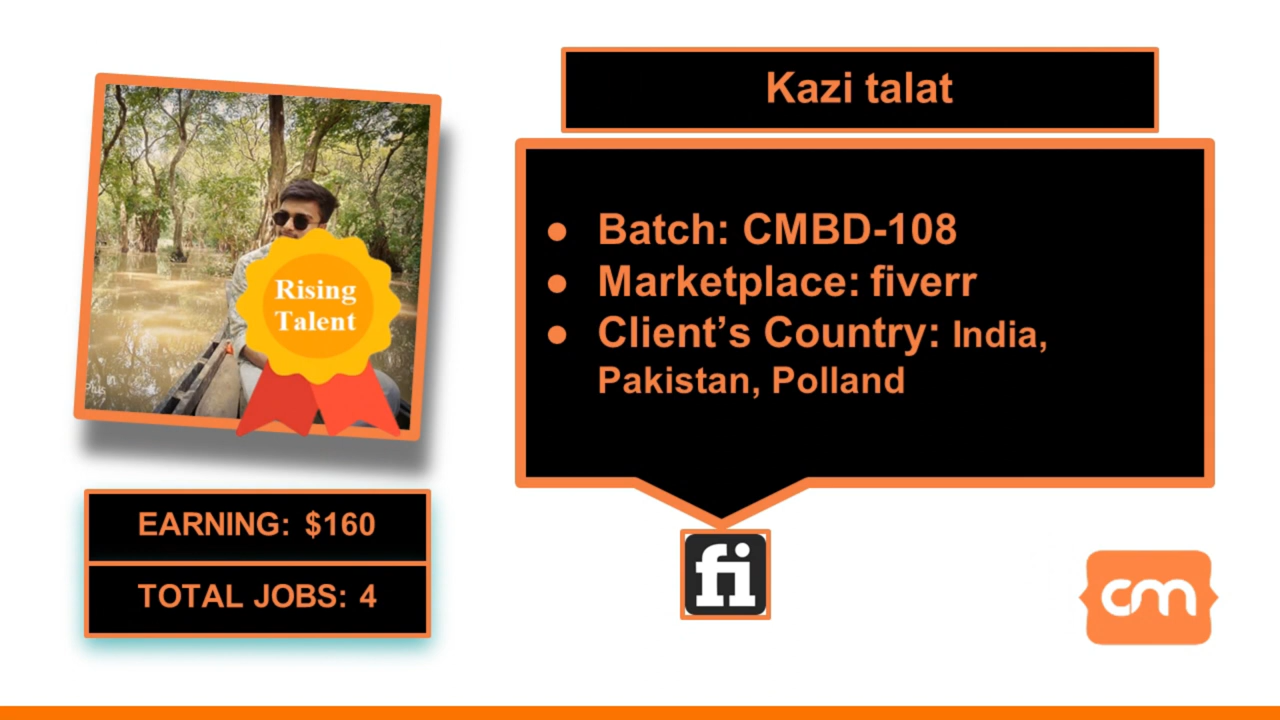 Kazi talat
Rising
Talent
● Batch: CMBD-108
● Marketplace: fiverr
● Client’s Country: India,
Pakistan, Polland
EARNING: $160
TOTAL JOBS: 4
fi
cm